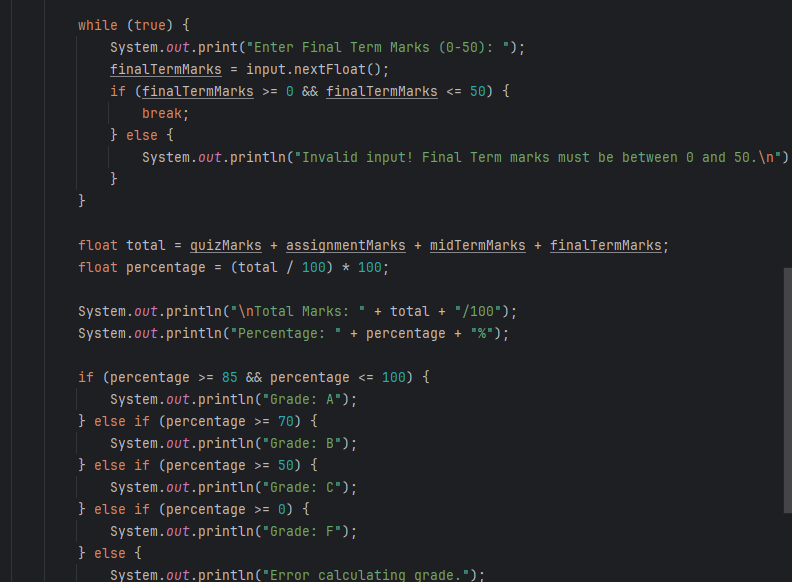 while (true) {
System.out.print("Enter Final Term Marks (0-50): ");
finalTermMarks = input.nextFloat();
if (finalTermMarks >= 0 && finalTermMarks <= 50) {
break;
} else {
System.out.println("Invalid input! Final Term marks must be between 0 and 50.\n")
}
}
float total = quizMarks + assignmentMarks + midTermMarks + finalTermMarks;
float percentage = (total / 100) * 100;
System.out.println("\nTotal Marks: " + total + "/100");
System.out.println("Percentage: " + percentage + "%");
if (percentage >= 85 && percentage <= 100) {
System.out.println("Grade: A");
} else if (percentage >= 70) {
System.out.println("Grade: B");
} else if (percentage >= 50) {
System.out.println("Grade: C");
} else if (percentage >= 0) {
System.out.println("Grade: F");
} else {
System.out.println("Error calculating grade.");